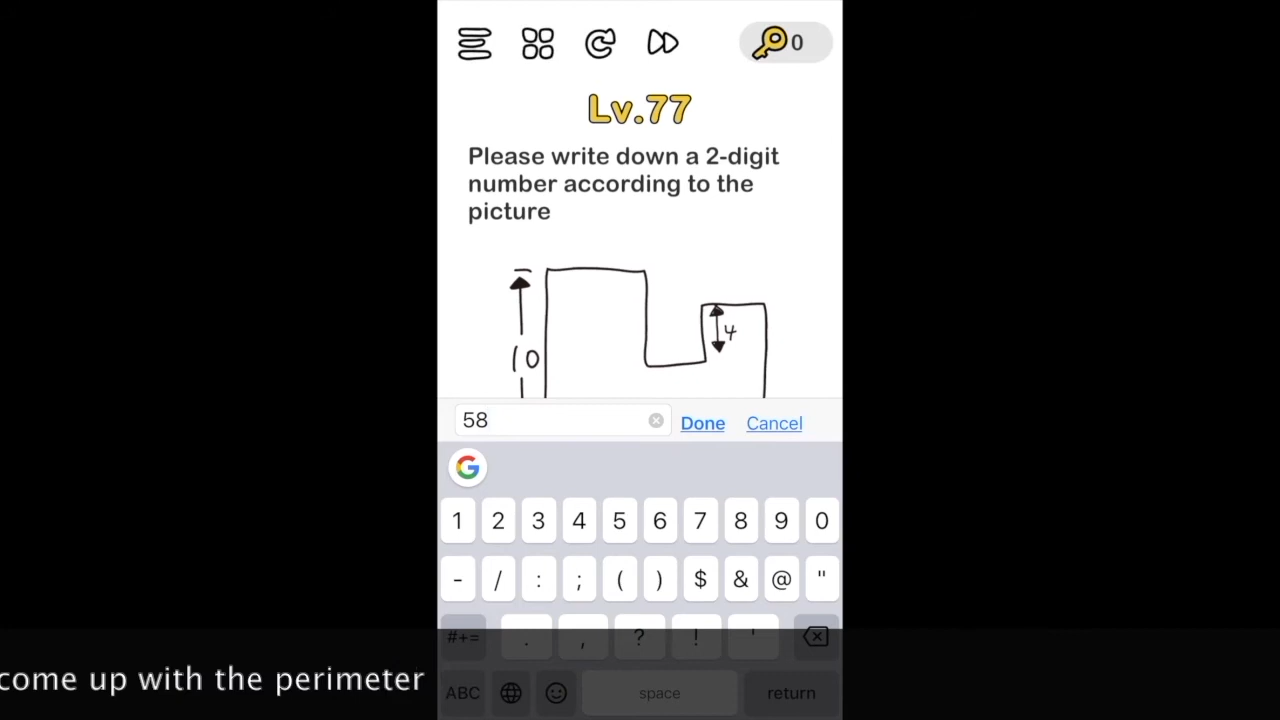 0
Lv.77
Please write down a 2-digit
number according to the
picture
10
4
58
Done Cancel
G
1 2 3 4 5 6 7 8 9 0
- / : ; ( ) $ & @ "
#+= . , ? ! '
come up with the perimeter
ABC space return